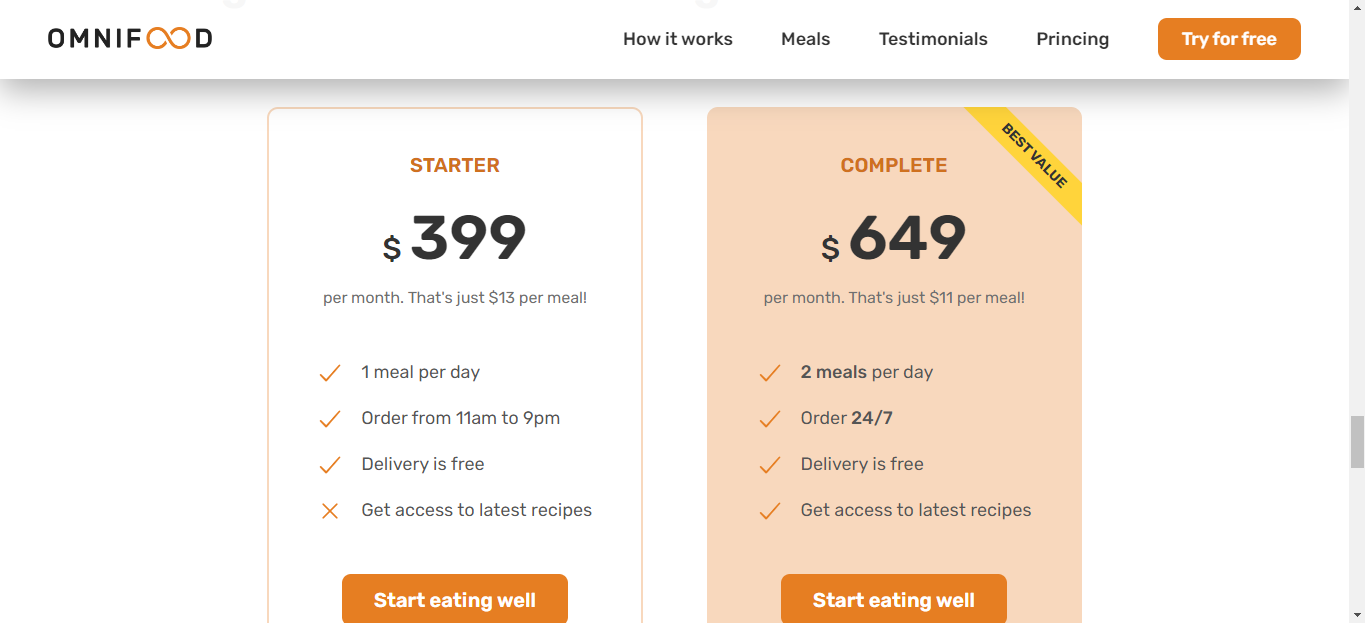 OMNIFOOD
How it works
Meals
Testimonials
Princing
Try for free
STARTER
$ 399
per month. That's just $13 per meal!
1 meal per day
Order from 11am to 9pm
Delivery is free
Get access to latest recipes
Start eating well
BEST VALUE
COMPLETE
$ 649
per month. That's just $11 per meal!
2 meals per day
Order 24/7
Delivery is free
Get access to latest recipes
Start eating well